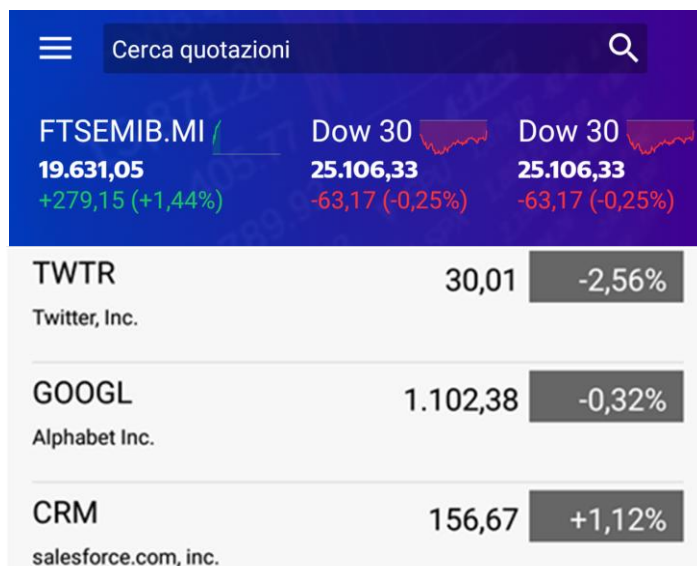 Cerca quotazioni
FTSEMIB.MI
19.631,05
+279,15 (+1,44%)
Dow 30
25.106,33
-63,17 (-0,25%)
Dow 30
25.106,33
-63,17 (-0,25%)
TWTR
30,01
-2,56%
Twitter, Inc.
GOOGL
1.102,38
-0,32%
Alphabet Inc.
CRM
156,67
+1,12%
salesforce.com, inc.